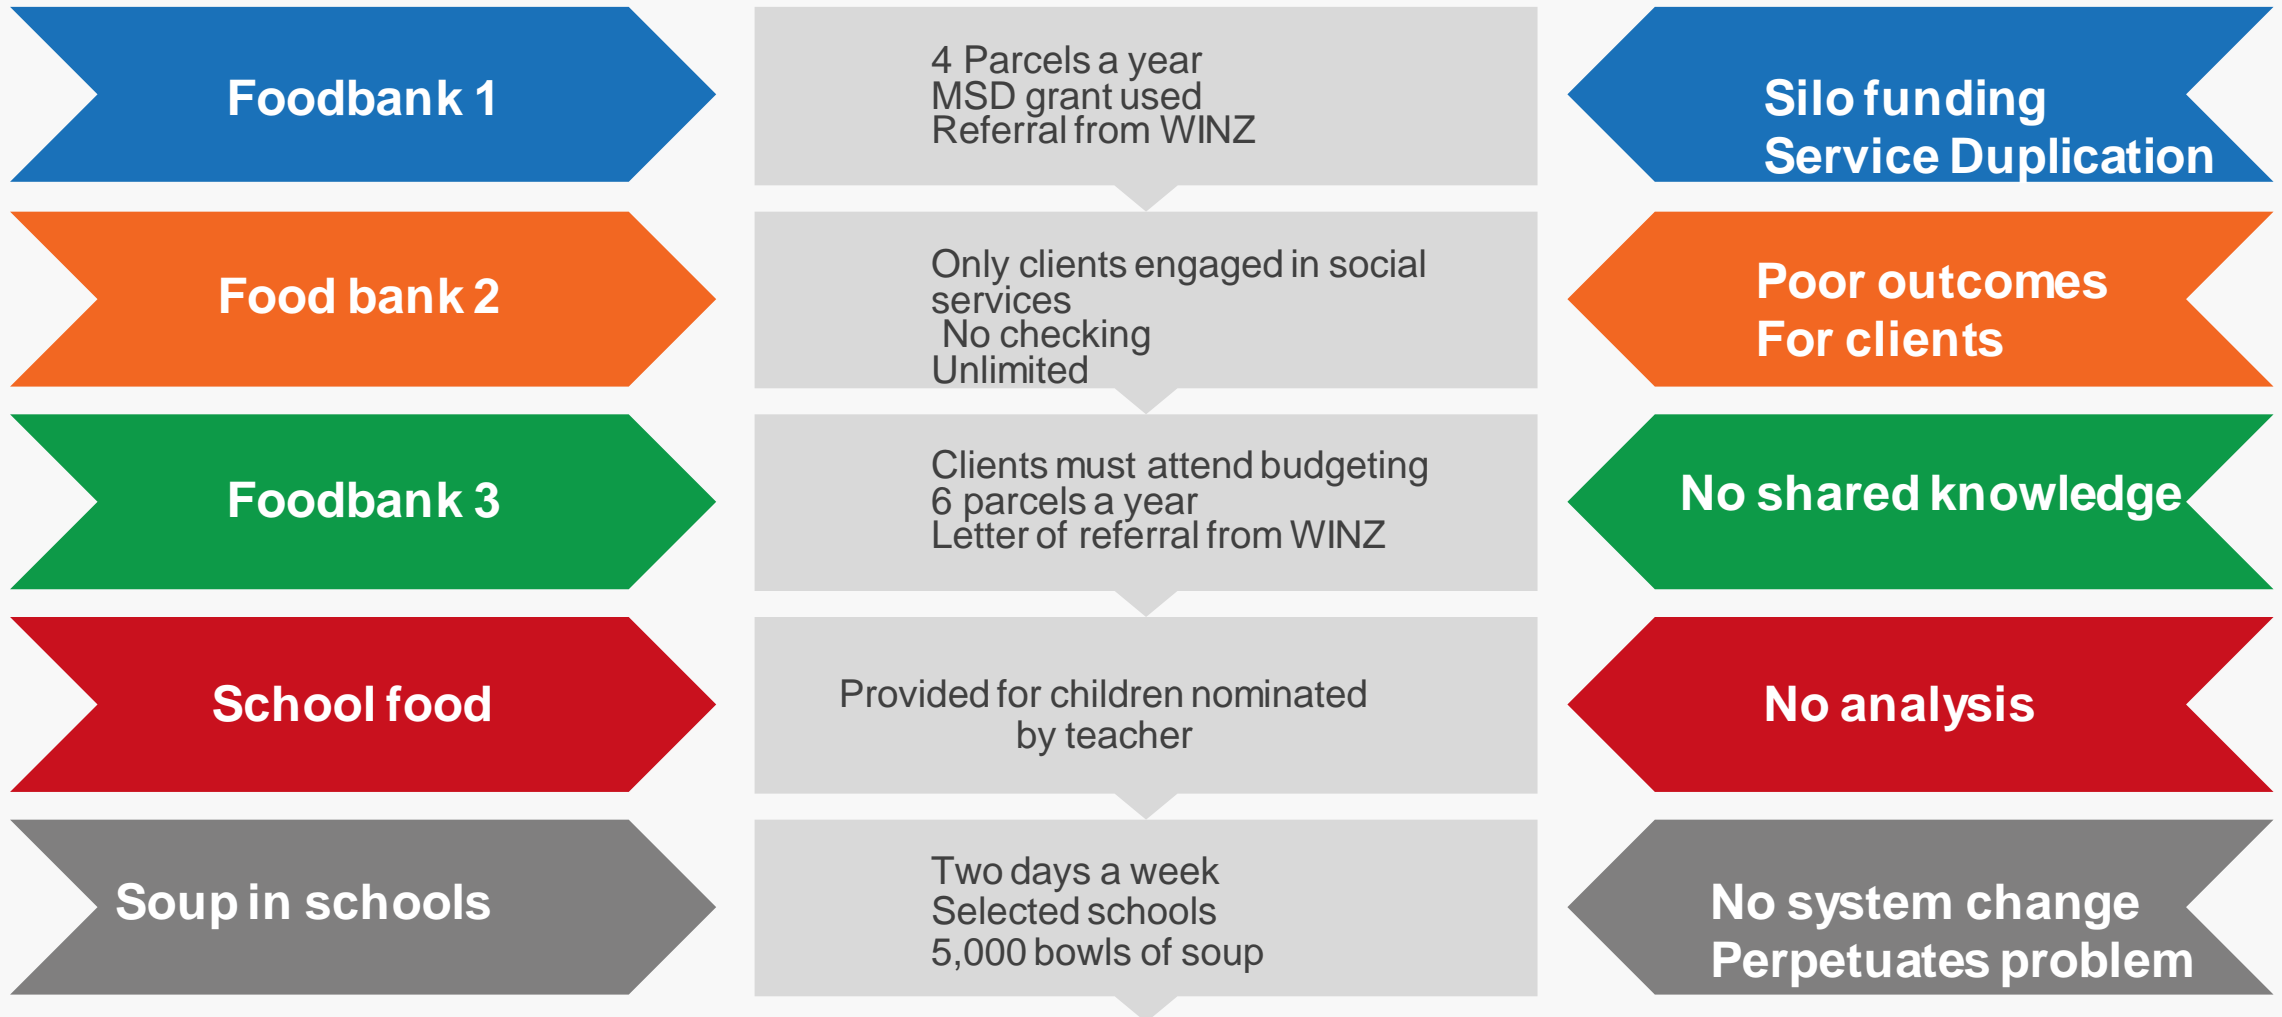 Foodbank 1
4 Parcels a year
MSD grant used
Referral from WINZ
Silo funding
Service Duplication
Food bank 2
Only clients engaged in social
services
No checking
Unlimited
Poor outcomes
For clients
Foodbank 3
Clients must attend budgeting
6 parcels a year
Letter of referral from WINZ
No shared knowledge
School food
Provided for children nominated
by teacher
No analysis
Soup in schools
Two days a week
Selected schools
5,000 bowls of soup
No system change
Perpetuates problem